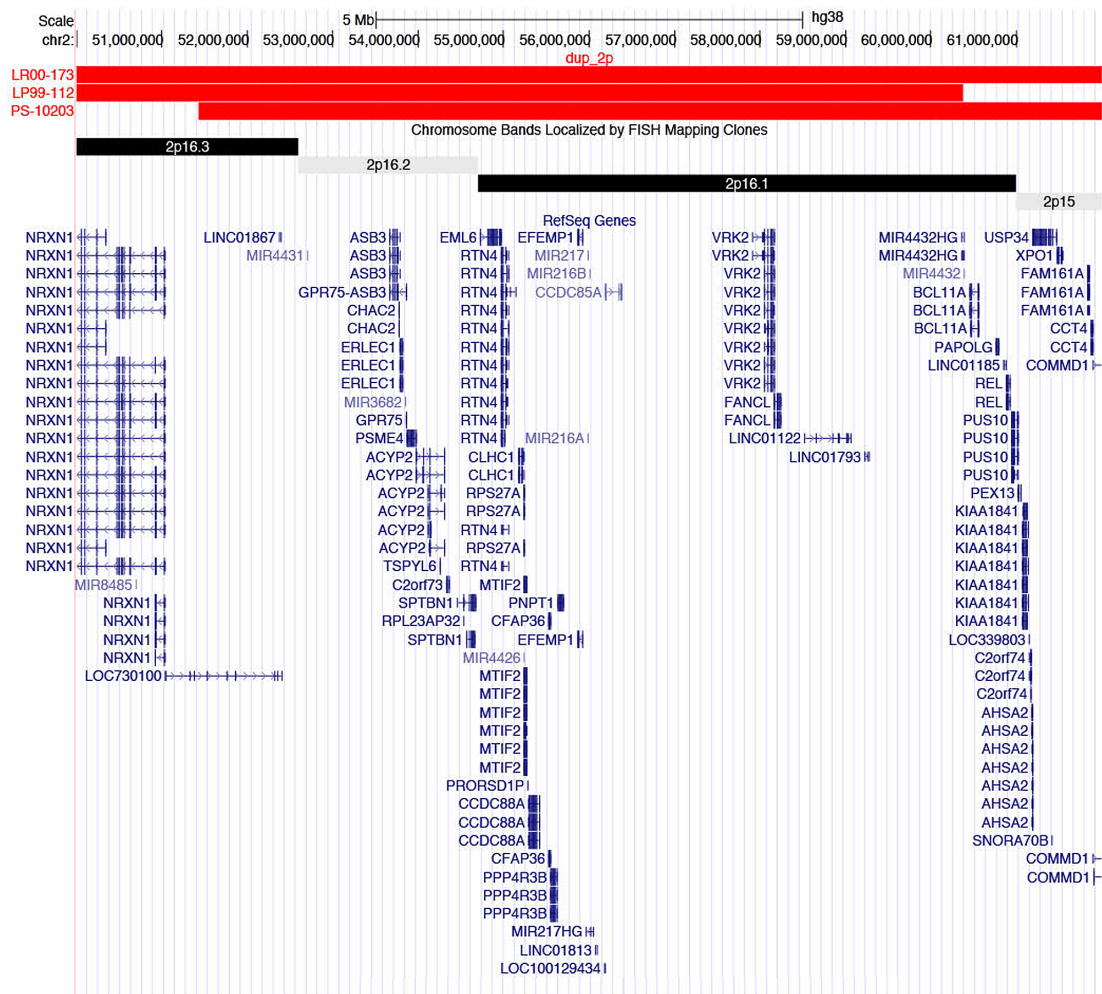 Scale 5 Mb hg38
chr2: 51,000,000 52,000,000 53,000,000 54,000,000 55,000,000 56,000,000 57,000,000 58,000,000 59,000,000 60,000,000 61,000,000
dup_2p
LR00-173
LP99-112
PS-10203
Chromosome Bands Localized by FISH Mapping Clones
2p16.3
2p16.2
2p16.1
2p15
RefSeq Genes
NRXN1 LINC01867 ASB3 EML6 EFEMP1 VRK2 MIR4432HG USP34
NRXN1 MIR4431 ASB3 RTN4 MIR217 VRK2 MIR4432HG XPO1
NRXN1 ASB3 RTN4 MIR216B VRK2 MIR4432 FAM161A
NRXN1 GPR75-ASB3 RTN4 CCDC85A VRK2 BCL11A FAM161A
NRXN1 CHAC2 RTN4 VRK2 BCL11A FAM161A
NRXN1 CHAC2 RTN4 VRK2 BCL11A CCT4
NRXN1 ERLEC1 RTN4 VRK2 PAPOLG CCT4
NRXN1 ERLEC1 RTN4 VRK2 LINC01185 COMMD1
NRXN1 ERLEC1 RTN4 VRK2 REL
NRXN1 MIR3682 RTN4 FANCL REL
NRXN1 GPR75 RTN4 FANCL PUS10
NRXN1 PSME4 RTN4 MIR216A LINC01122 PUS10
NRXN1 ACYP2 CLHC1 LINC01793 PUS10
NRXN1 ACYP2 CLHC1 PUS10
NRXN1 ACYP2 RPS27A PEX13
NRXN1 ACYP2 RPS27A KIAA1841
NRXN1 ACYP2 RTN4 KIAA1841
NRXN1 ACYP2 RPS27A KIAA1841
NRXN1 TSPYL6 RTN4 KIAA1841
MIR8485 C2orf73 MTIF2 KIAA1841
NRXN1 SPTBN1 PNPT1 KIAA1841
NRXN1 RPL23AP32 CFAP36 KIAA1841
NRXN1 SPTBN1 EFEMP1 LOC339803
NRXN1 MIR4426 C2orf74
LOC730100 MTIF2 C2orf74
MTIF2 C2orf74
MTIF2 AHSA2
MTIF2 AHSA2
MTIF2 AHSA2
MTIF2 AHSA2
PRORSD1P AHSA2
CCDC88A AHSA2
CCDC88A AHSA2
CCDC88A SNORA70B
CFAP36 COMMD1
PPP4R3B COMMD1
PPP4R3B
PPP4R3B
MIR217HG
LINC01813
LOC100129434